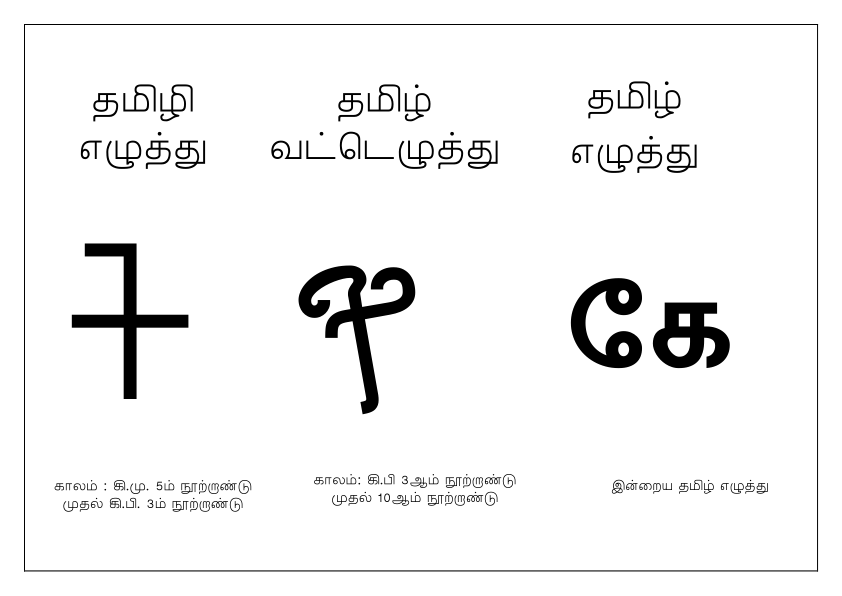 தமிழி
எழுத்து
தமிழ்
வட்டெழுத்து
தமிழ்
எழுத்து
கே
காலம் : கி.மு. 5ம் நூற்றாண்டு
முதல் கி.பி. 3ம் நூற்றாண்டு
காலம்: கி.பி 3ஆம் நூற்றாண்டு
முதல் 10ஆம் நூற்றாண்டு
இன்றைய தமிழ் எழுத்து